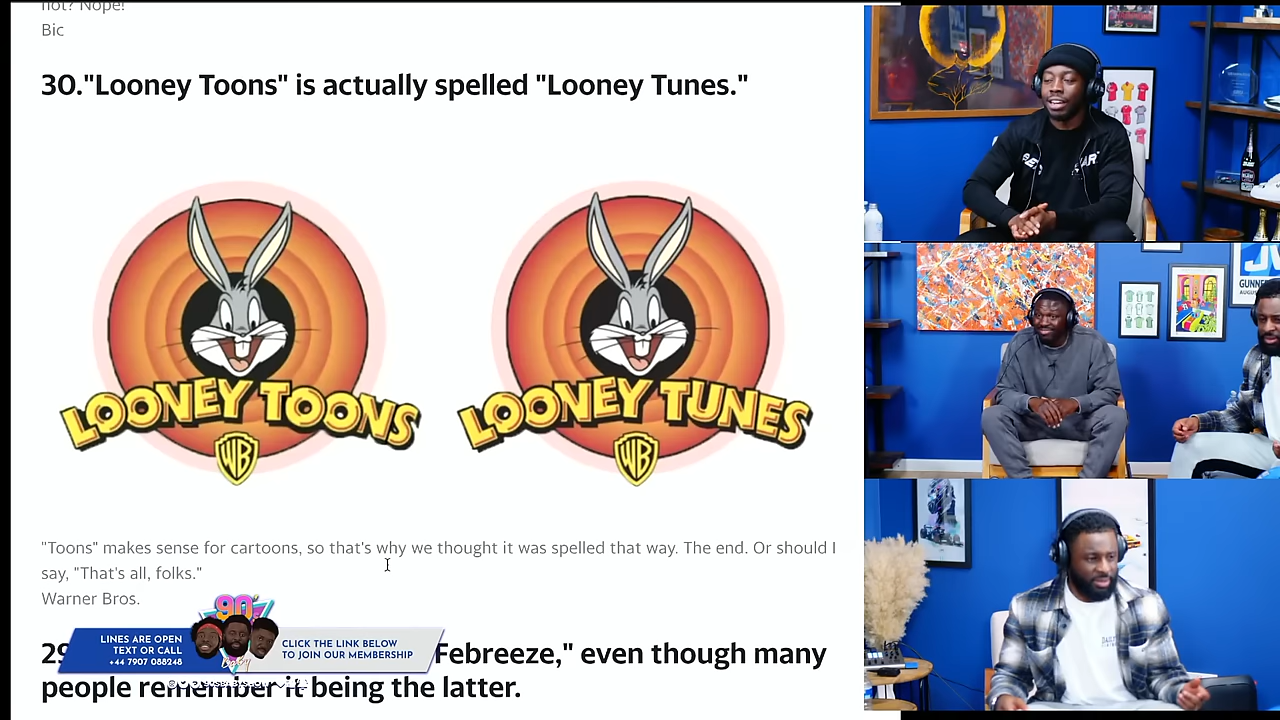 not? Nope!
Bic
30."Looney Toons" is actually spelled "Looney Tunes."
LOONEY TOONS
WB
LOONEY TUNES
WB
"Toons" makes sense for cartoons, so that's why we thought it was spelled that way. The end. Or should I
say, "That's all, folks."
Warner Bros.
90
LINES ARE OPEN
TEXT OR CALL
+44 7907 088248
CLICK THE LINK BELOW
TO JOIN OUR MEMBERSHIP
29
Febreeze," even though many
people remember it being the latter.
GUNNE
AUGUS